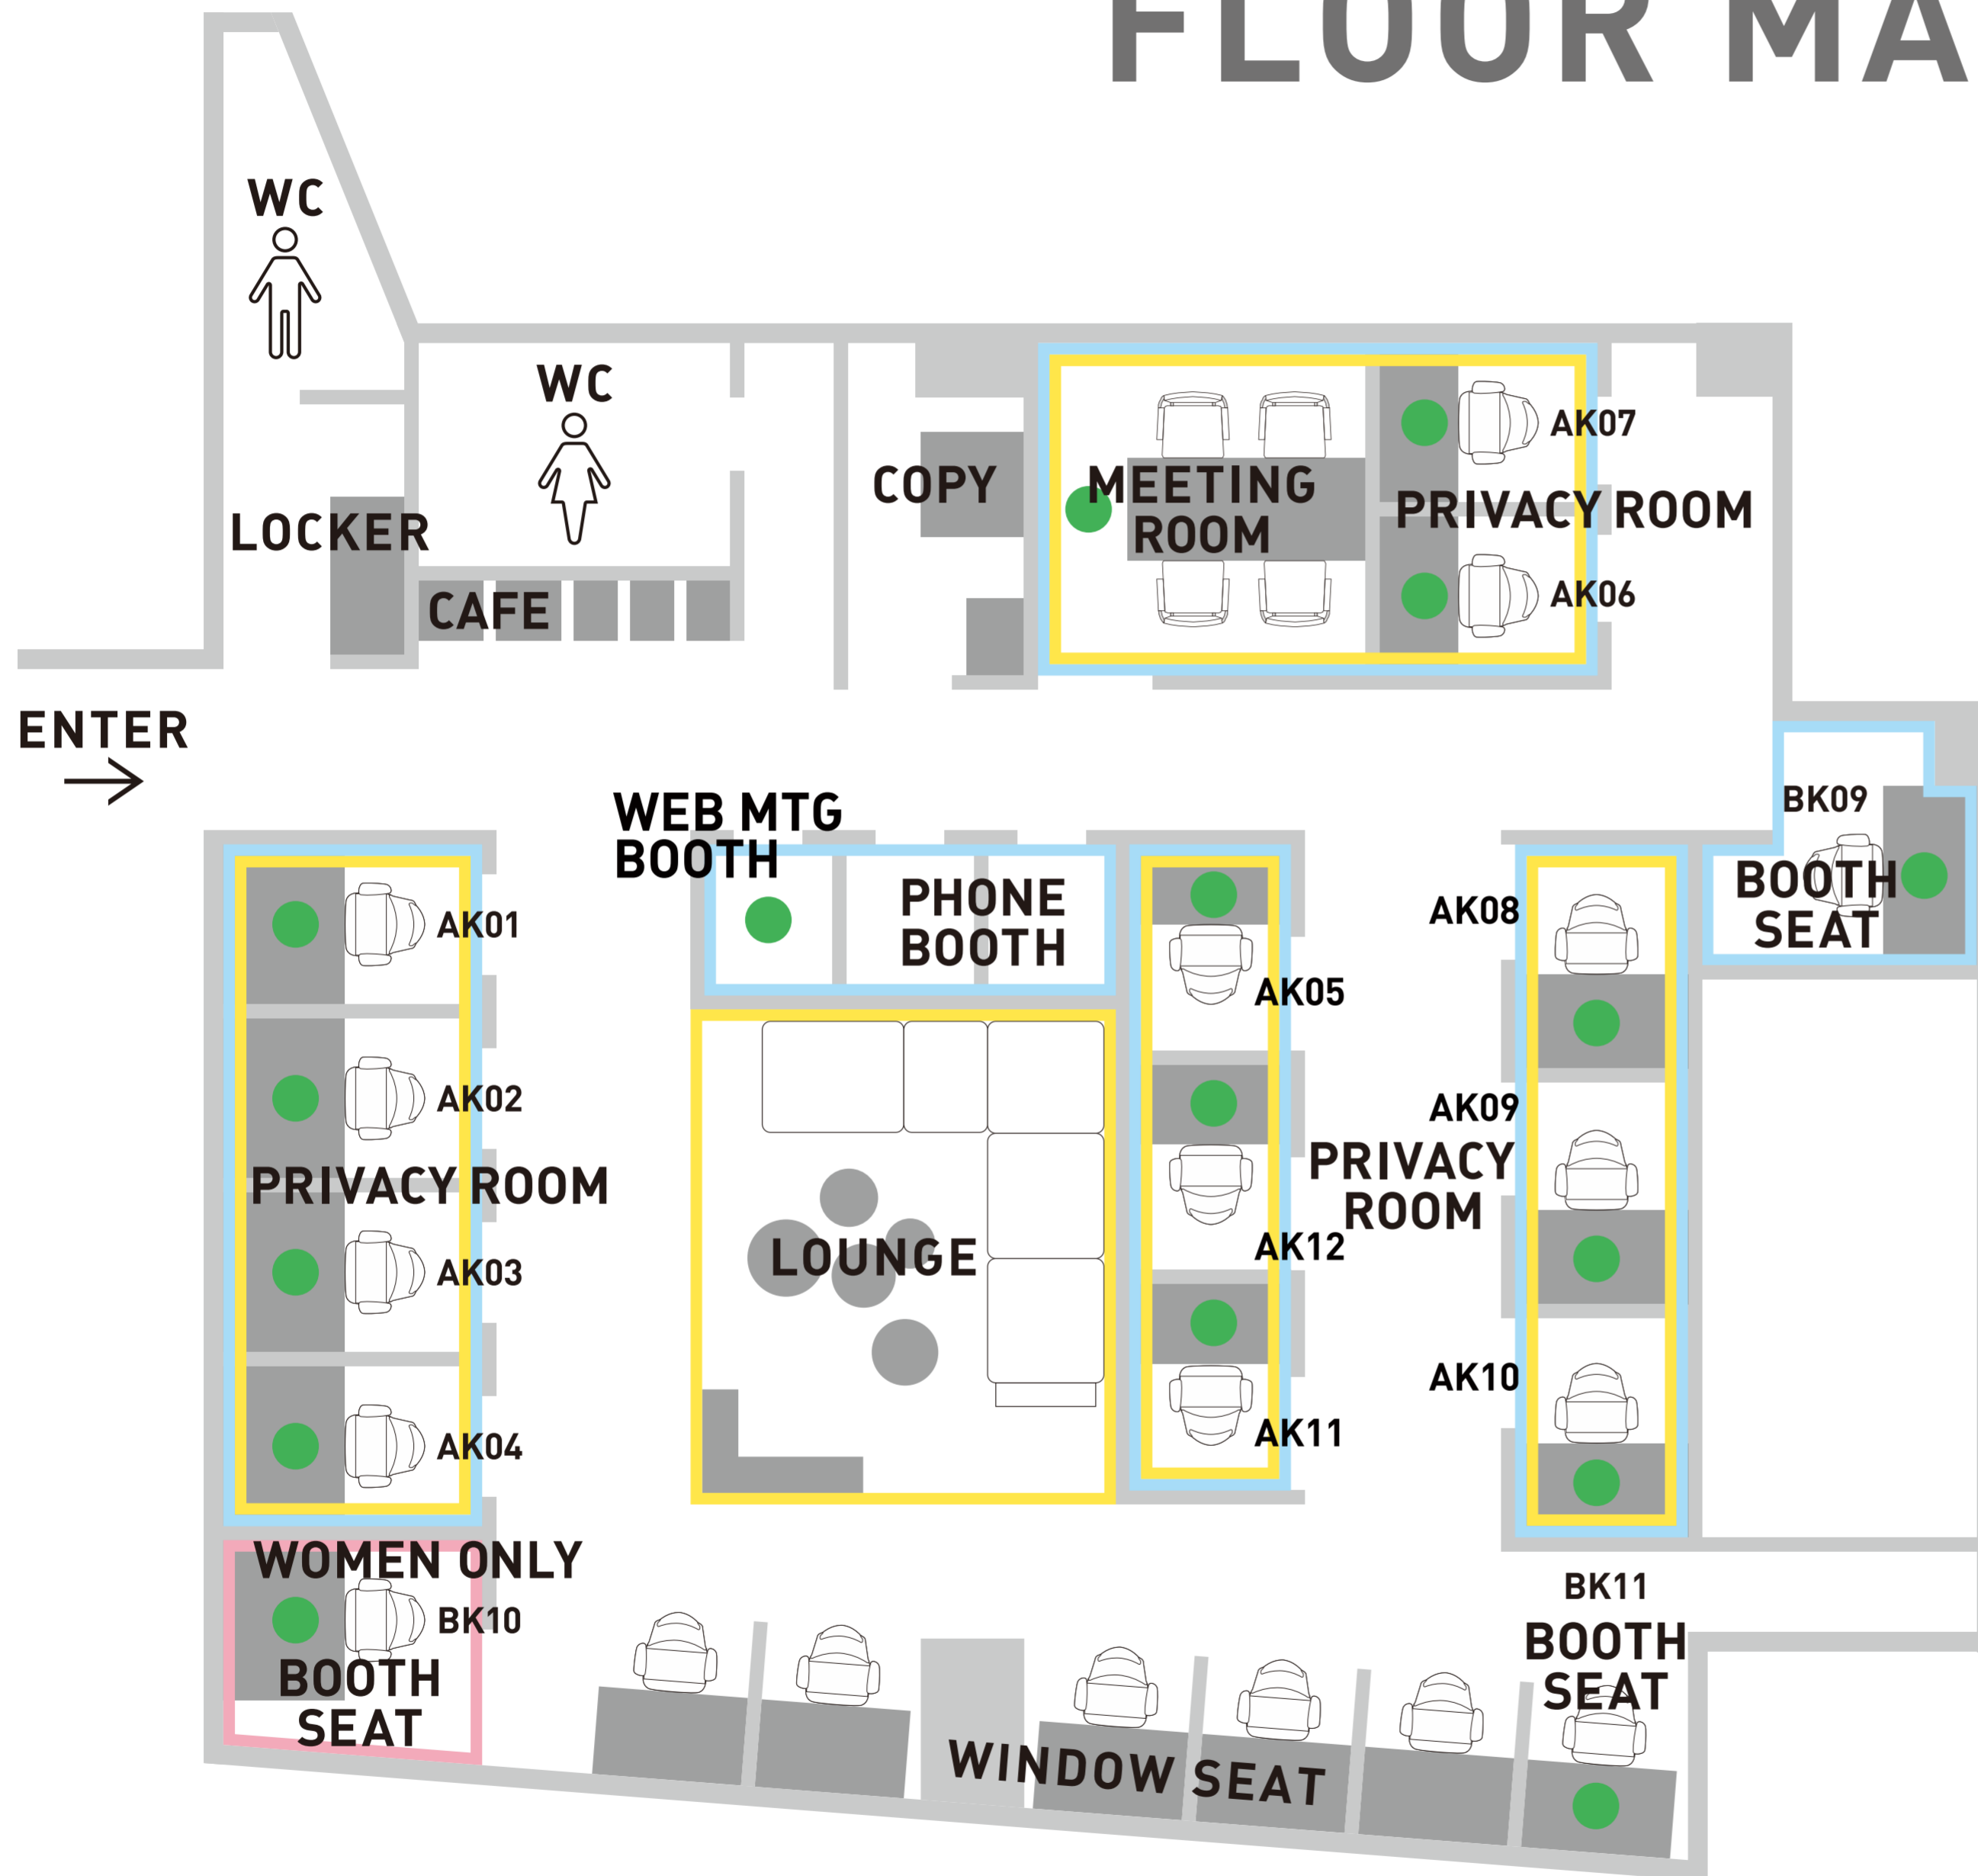 FLOOR MA
WC
WC
LOCKER
CAFE
COPY
MEETING
ROOM
AK07
PRIVACY ROOM
AK06
ENTER
WEB MTG
BOOTH
PHONE
BOOTH
BK09
BOOTH
SEAT
AK01
AK02
PRIVACY ROOM
AK03
AK04
LOUNGE
AK05
AK12
AK11
PRIVACY
ROOM
AK08
AK09
AK10
WOMEN ONLY
BK10
BOOTH
SEAT
WINDOW SEAT
BK11
BOOTH
SEAT